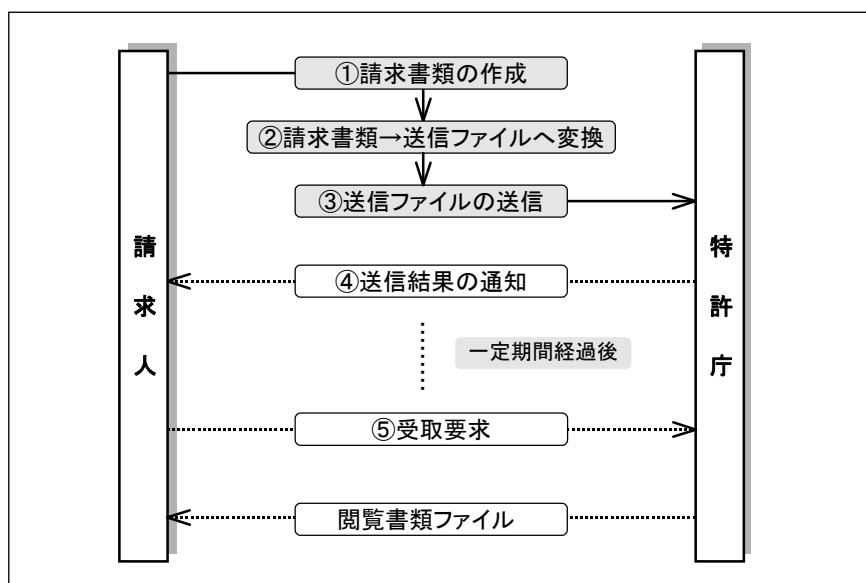 ①請求書類の作成
②請求書類→送信ファイルへ変換
③送信ファイルの送信
請求人
特許庁
④送信結果の通知
一定期間経過後
⑤受取要求
閲覧書類ファイル